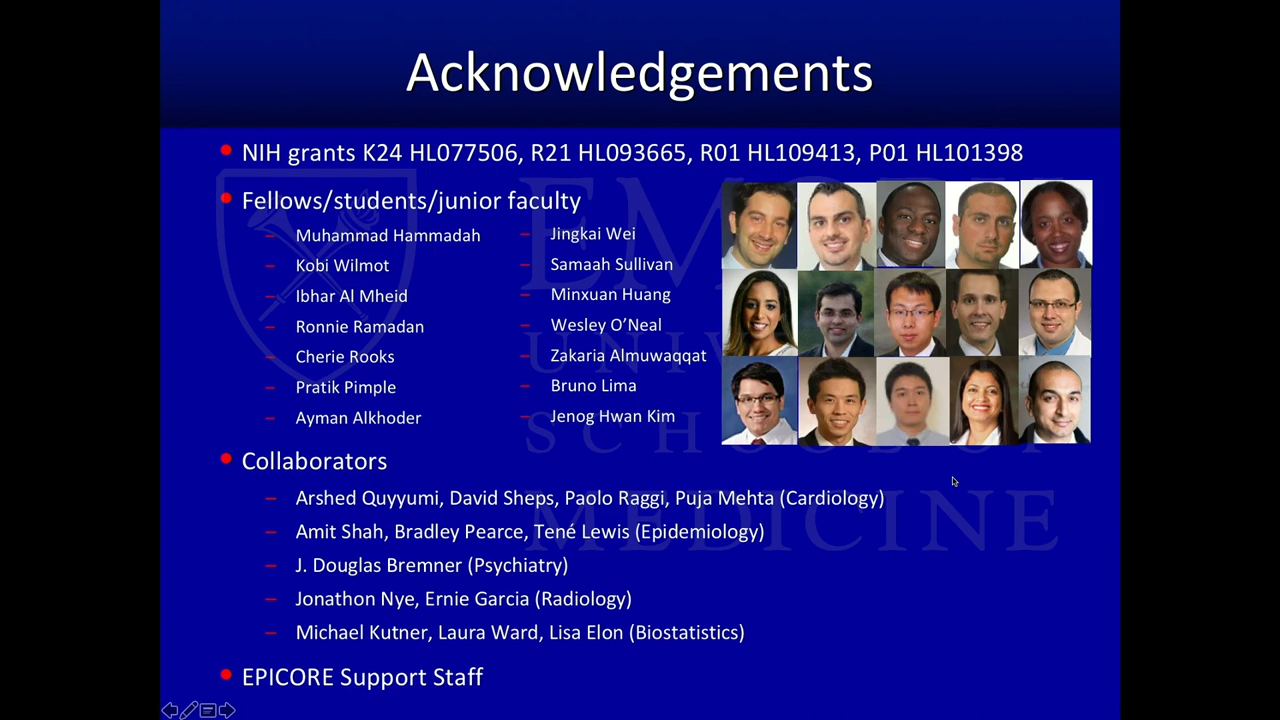 Acknowledgements
NIH grants K24 HL077506, R21 HL093665, R01 HL109413, P01 HL101398
Fellows/students/junior faculty
– Muhammad Hammadah
– Kobi Wilmot
– Ibhar Al Mheid
– Ronnie Ramadan
– Cherie Rooks
– Pratik Pimple
– Ayman Alkhoder
– Jingkai Wei
– Samaah Sullivan
– Minxuan Huang
– Wesley O’Neal
– Zakaria Almuwaqqat
– Bruno Lima
– Jenog Hwan Kim
Collaborators
– Arshed Quyyumi, David Sheps, Paolo Raggi, Puja Mehta (Cardiology)
– Amit Shah, Bradley Pearce, Tené Lewis (Epidemiology)
– J. Douglas Bremner (Psychiatry)
– Jonathon Nye, Ernie Garcia (Radiology)
– Michael Kutner, Laura Ward, Lisa Elon (Biostatistics)
EPICORE Support Staff
SCHOOL OF
MEDICINE